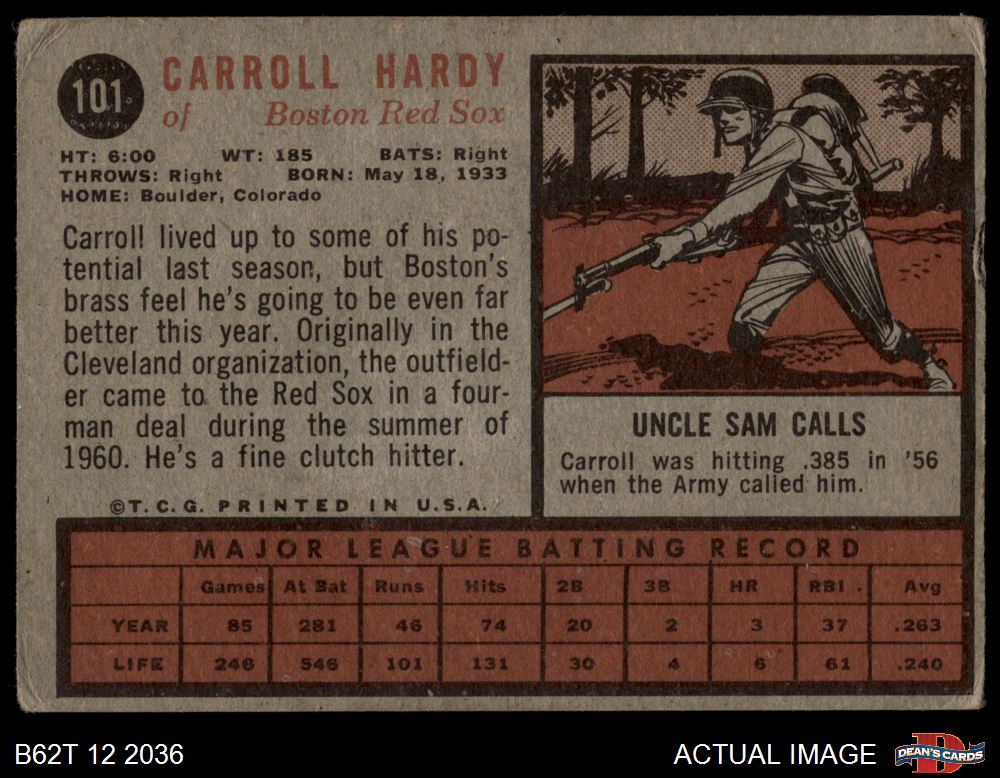 101
CARROLL HARDY
of Boston Red Sox
HT: 6:00 WT: 185 BATS: Right
THROWS: Right BORN: May 18, 1933
HOME: Boulder, Colorado
Carroll lived up to some of his po-
tential last season, but Boston's
brass feel he's going to be even far
better this year. Originally in the
Cleveland organization, the outfield-
er came to the Red Sox in a four-
man deal during the summer of
1960. He's a fine clutch hitter.
©T.C.G. PRINTED IN U.S.A.
UNCLE SAM CALLS
Carroll was hitting .385 in '56
when the Army called him.
MAJOR LEAGUE BATTING RECORD
Games At Bat Runs Hits 2B 3B HR RBI Avg
YEAR 85 281 46 74 20 2 3 37 .263
LIFE 246 546 101 131 30 4 6 61 .240
B62T 12 2036
ACTUAL IMAGE
DEAN'S CARDS